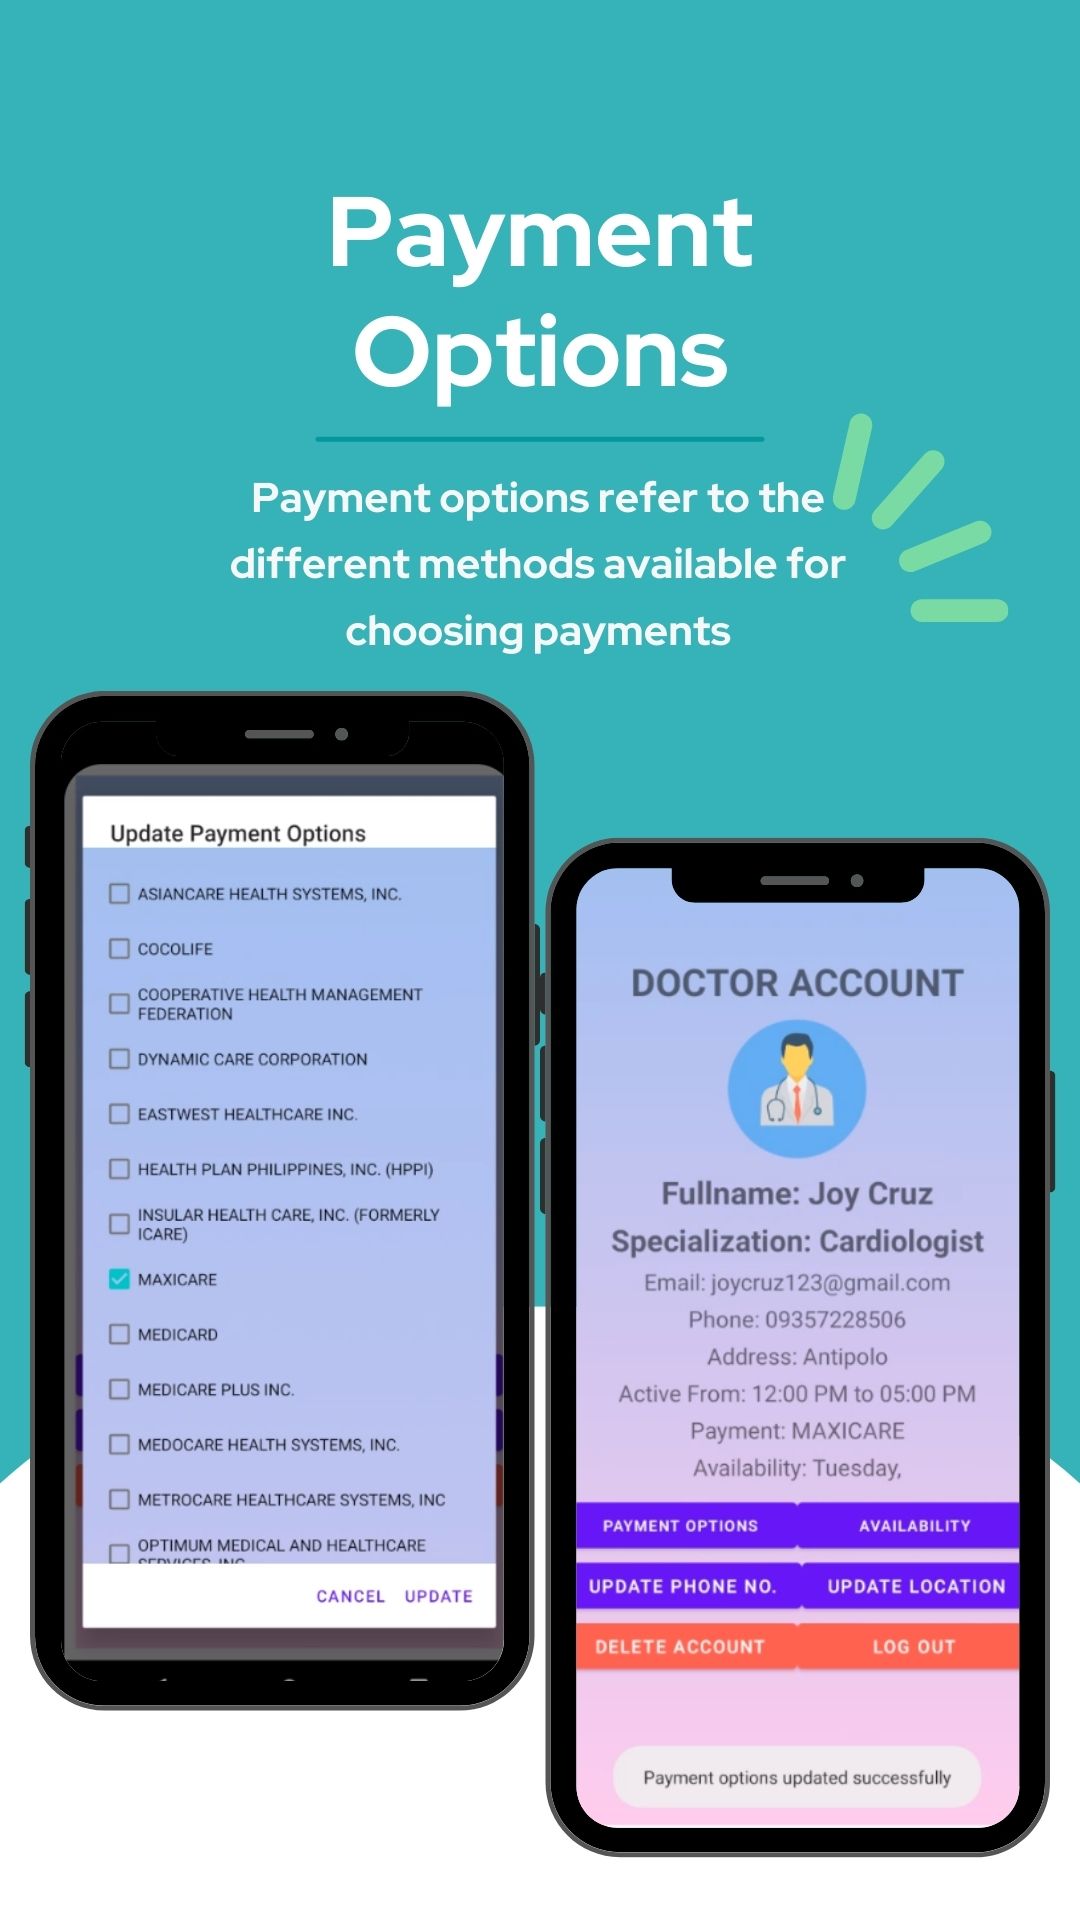 Payment
Options
Payment options refer to the
different methods available for
choosing payments
Update Payment Options
ASIANCARE HEALTH SYSTEMS, INC.
COCOLIFE
COOPERATIVE HEALTH MANAGEMENT
FEDERATION
DYNAMIC CARE CORPORATION
EASTWEST HEALTHCARE INC.
HEALTH PLAN PHILIPPINES, INC. (HPPI)
INSULAR HEALTH CARE, INC. (FORMERLY
ICARE)
MAXICARE
MEDICARD
MEDICARE PLUS INC.
MEDOCARE HEALTH SYSTEMS, INC.
METROCARE HEALTHCARE SYSTEMS, INC
OPTIMUM MEDICAL AND HEALTHCARE
SERVICES, INC
CANCEL UPDATE
DOCTOR ACCOUNT
Fullname: Joy Cruz
Specialization: Cardiologist
Email: joycruz123@gmail.com
Phone: 09357228506
Address: Antipolo
Active From: 12:00 PM to 05:00 PM
Payment: MAXICARE
Availability: Tuesday,
PAYMENT OPTIONS AVAILABILITY
UPDATE PHONE NO. UPDATE LOCATION
DELETE ACCOUNT LOG OUT
Payment options updated successfully